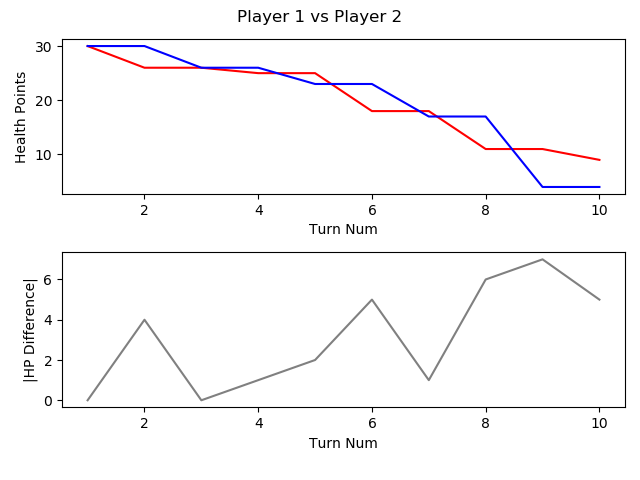 Player 1 vs Player 2
30
20
10
Health Points
2 4 6 8 10
Turn Num
6
4
2
0
|HP Difference|
2 4 6 8 10
Turn Num